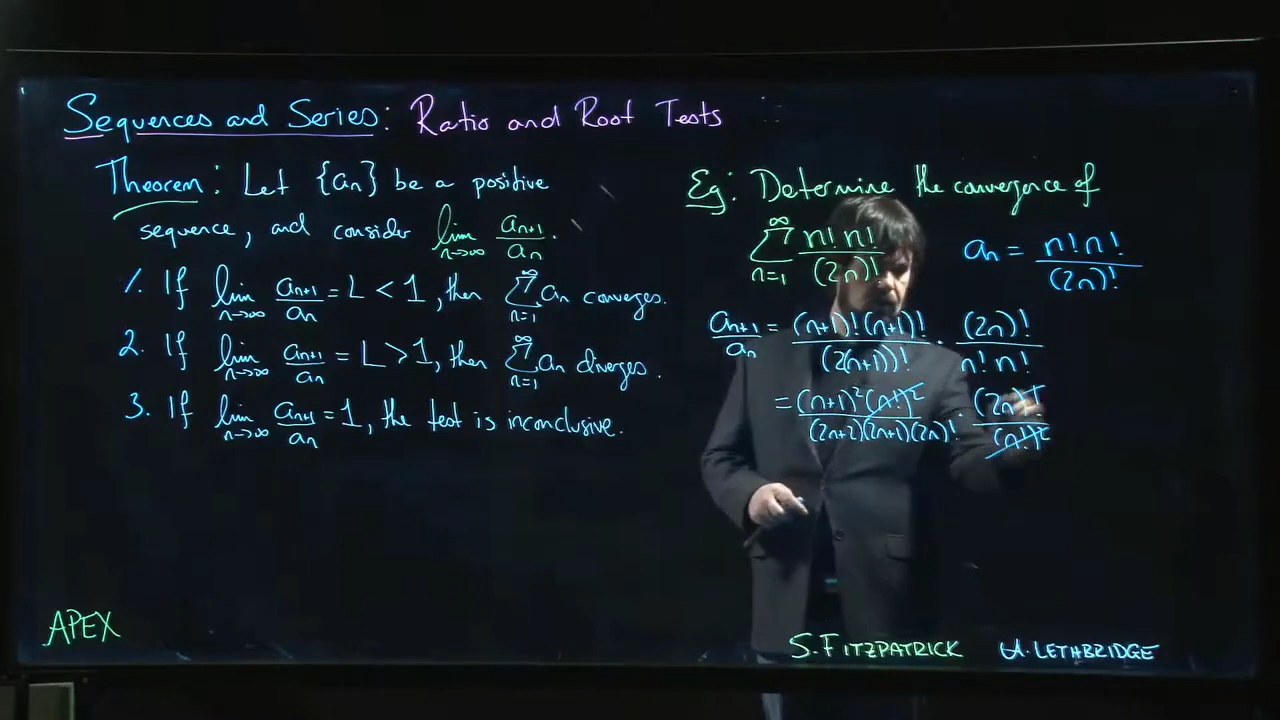 Sequences and Series: Ratio and Root Tests
Theorem: Let {aₙ} be a positive
sequence, and consider lim n→∞ aₙ₊₁/aₙ.
1. If lim n→∞ aₙ₊₁/aₙ = L < 1, then ∞ Σ n=1 aₙ converges.
2. If lim n→∞ aₙ₊₁/aₙ = L > 1, then ∞ Σ n=1 aₙ diverges.
3. If lim n→∞ aₙ₊₁/aₙ = 1, the test is inconclusive.
Eg: Determine the convergence of
∞ Σ n=1 n! n!/(2n)! aₙ = n! n!/(2n)!
aₙ₊₁/aₙ = (n+1)! (n+1)!/(2(n+1))! · (2n)!/n! n!
= (n+1)² (n!)²/(2n+2)(2n+1)(2n)! · (2n)!/(n!)²
APEX
S. FITZPATRICK U. LETHBRIDGE